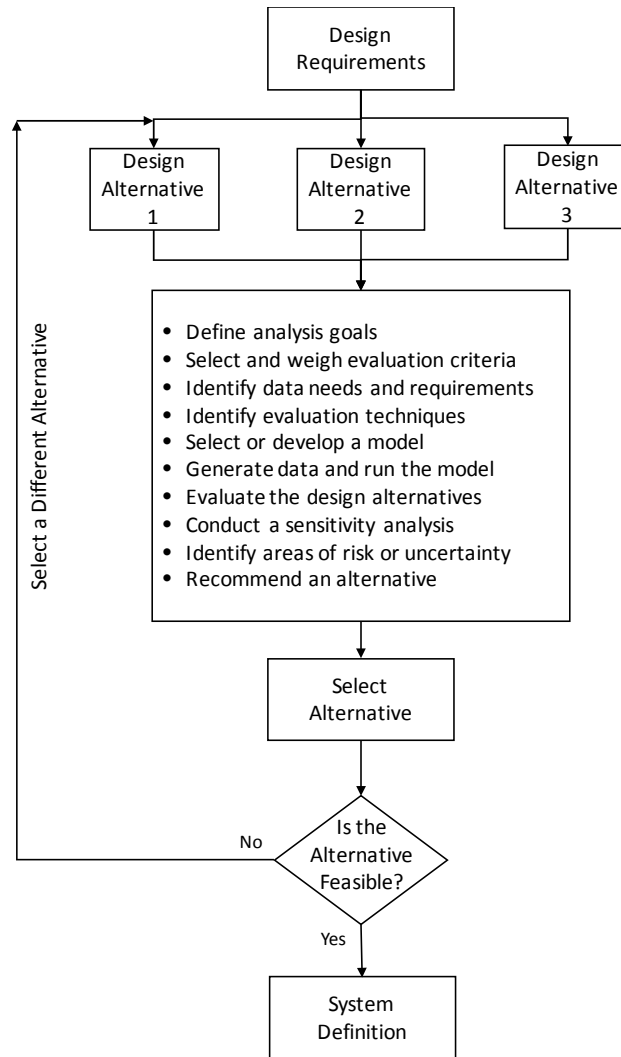 Design
Requirements
Design
Alternative
1
Design
Alternative
2
Design
Alternative
3
Select a Different Alternative
• Define analysis goals
• Select and weigh evaluation criteria
• Identify data needs and requirements
• Identify evaluation techniques
• Select or develop a model
• Generate data and run the model
• Evaluate the design alternatives
• Conduct a sensitivity analysis
• Identify areas of risk or uncertainty
• Recommend an alternative
Select
Alternative
Is the
Alternative
Feasible?
No
Yes
System
Definition